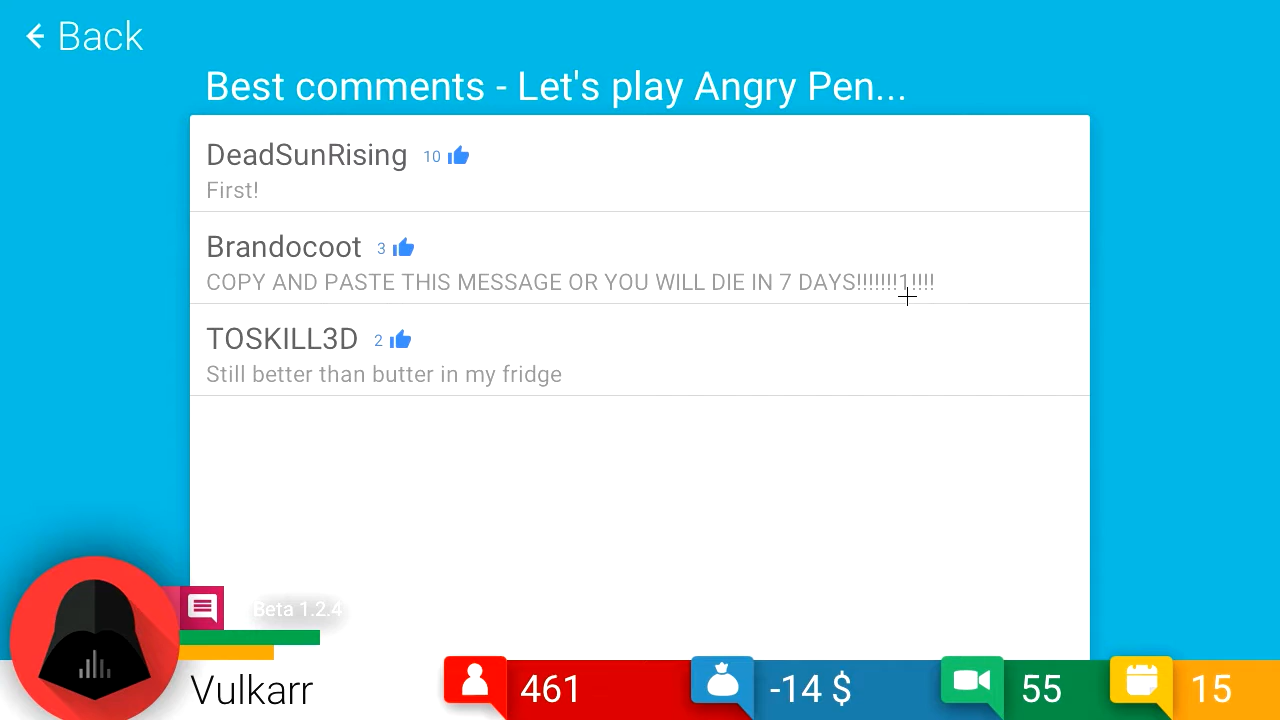 Back
Best comments - Let's play Angry Pen...
DeadSunRising 10
First!
Brandocoot 3
COPY AND PASTE THIS MESSAGE OR YOU WILL DIE IN 7 DAYS!!!!!!!1!!!!
TOSKILL3D 2
Still better than butter in my fridge
Beta 1.2.4
Vulkarr 461 -14 $ 55 15